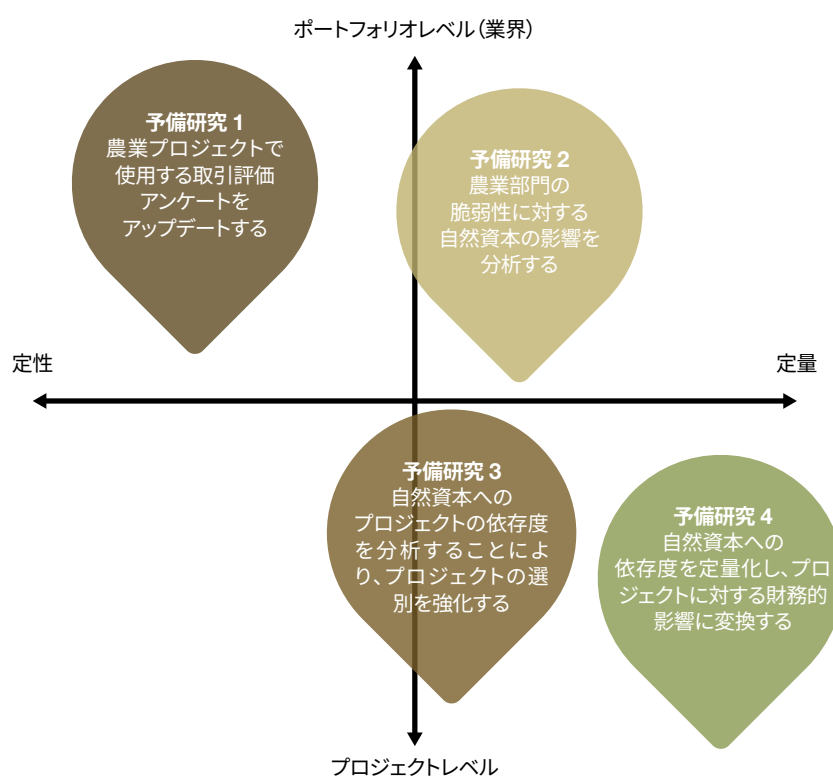 ポートフォリオレベル（業界）
予備研究 1
農業プロジェクトで
使用する取引評価
アンケートを
アップデートする
予備研究 2
農業部門の
脆弱性に対する
自然資本の影響を
分析する
定性
定量
予備研究 3
自然資本への
プロジェクトの依存度
を分析することによ
り、プロジェクトの選
別を強化する
予備研究 4
自然資本への
依存度を定量化し、プロ
ジェクトに対する財務的
影響に変換する
プロジェクトレベル